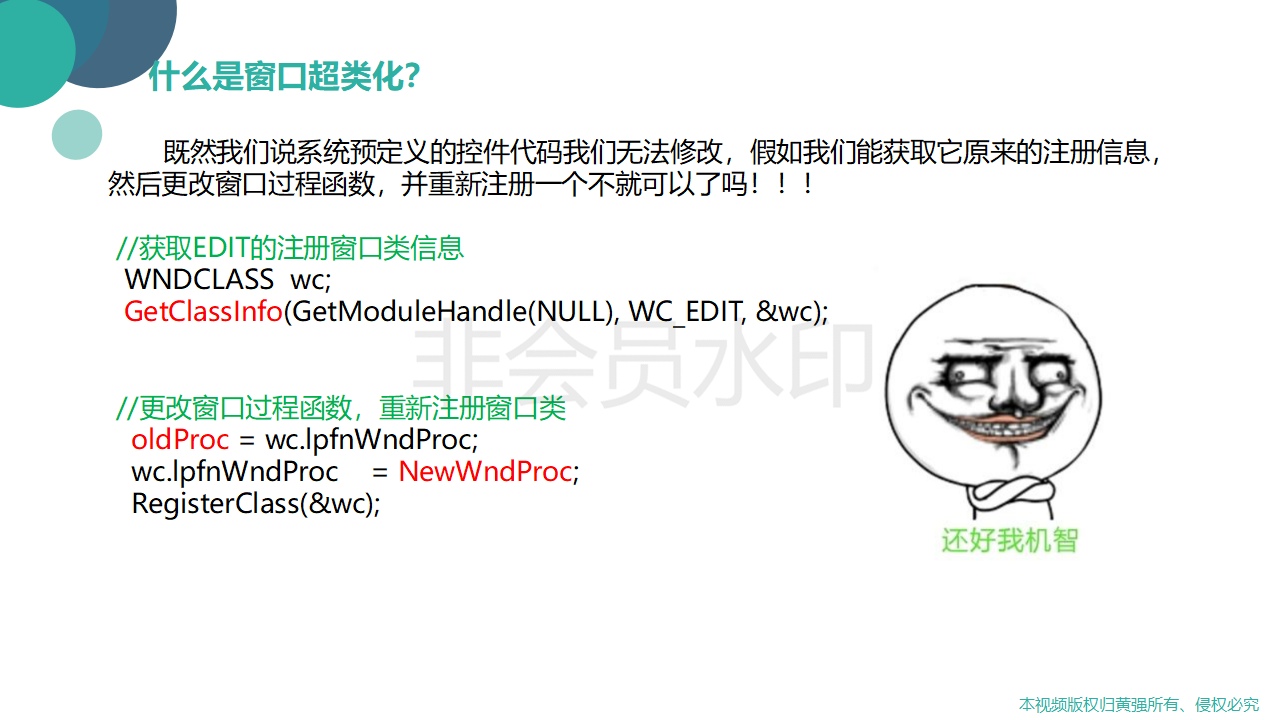 什么是窗口超类化？
既然我们说系统预定义的控件代码我们无法修改，假如我们能获取它原来的注册信息，
然后更改窗口过程函数，并重新注册一个不就可以了吗！！！
//获取EDIT的注册窗口类信息
WNDCLASS  wc;
GetClassInfo(GetModuleHandle(NULL), WC_EDIT, &wc);
非会员水印
//更改窗口过程函数，重新注册窗口类
oldProc = wc.lpfnWndProc;
wc.lpfnWndProc    = NewWndProc;
RegisterClass(&wc);
还好我机智
本视频版权归黄强所有、侵权必究